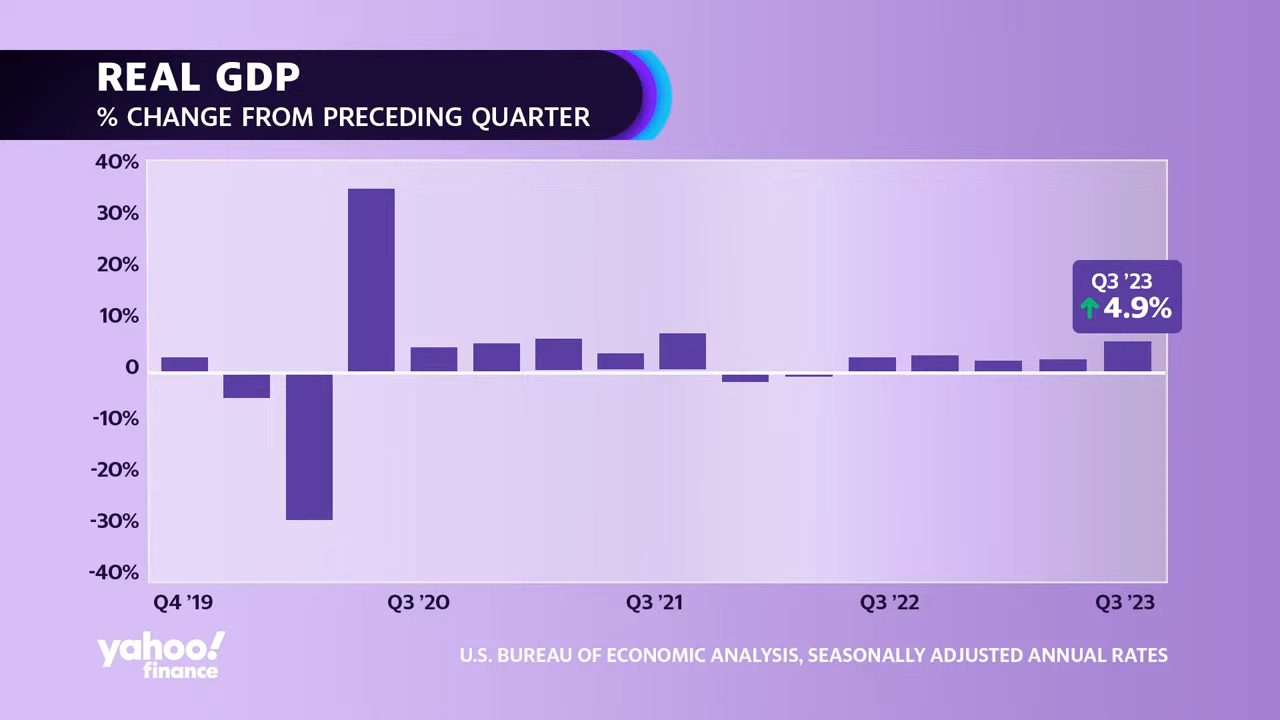 REAL GDP
% CHANGE FROM PRECEDING QUARTER
40%
30%
20%
10%
0
-10%
-20%
-30%
-40%
Q3 ’23
4.9%
Q4 ’19
Q3 ’20
Q3 ’21
Q3 ’22
Q3 ’23
yahoo!
finance
U.S. BUREAU OF ECONOMIC ANALYSIS, SEASONALLY ADJUSTED ANNUAL RATES